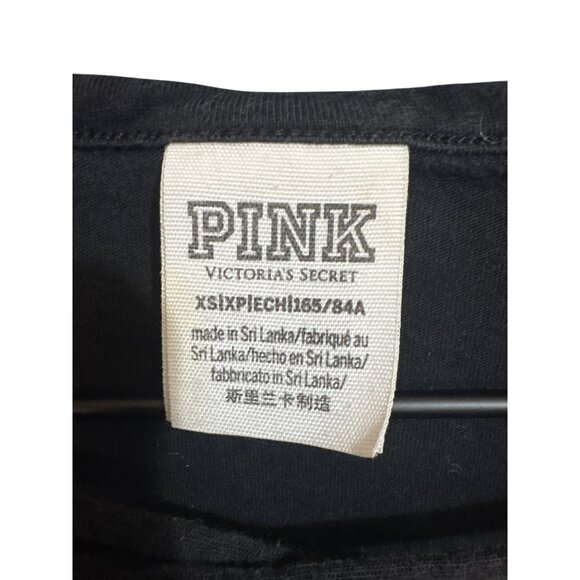 PINK
VICTORIA'S SECRET
XS|XP|ECH|165/84A
made in Sri Lanka/fabriqué au
Sri Lanka/hecho en Sri Lanka/
fabbricato in Sri Lanka/
斯里兰卡制造